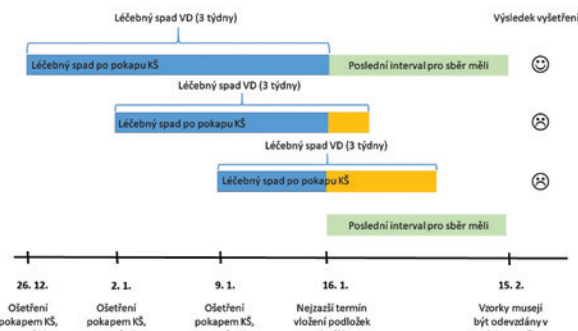 Léčebný spad VD (3 týdny)
Výsledek vyšetření
Léčebný spad po pokapu KŠ
Poslední interval pro sběr měli
Léčebný spad VD (3 týdny)
Léčebný spad po pokapu KŠ
Léčebný spad VD (3 týdny)
Léčebný spad po pokapu KŠ
Poslední interval pro sběr měli
26. 12.
2. 1.
9. 1.
16. 1.
15. 2.
Ošetření
pokapem KŠ,
Ošetření
pokapem KŠ,
Ošetření
pokapem KŠ,
Nejzazší termín
vložení podložek
Vzorky musejí
být odevzdány v